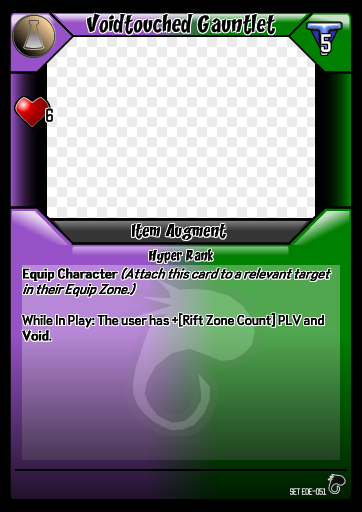 Voidtouched Gauntlet
5
6
Item Augment
Hyper Rank
Equip Character (Attach this card to a relevant target
in their Equip Zone.)
While In Play: The user has +[Rift Zone Count] PLV and
Void.
SET EOE-051